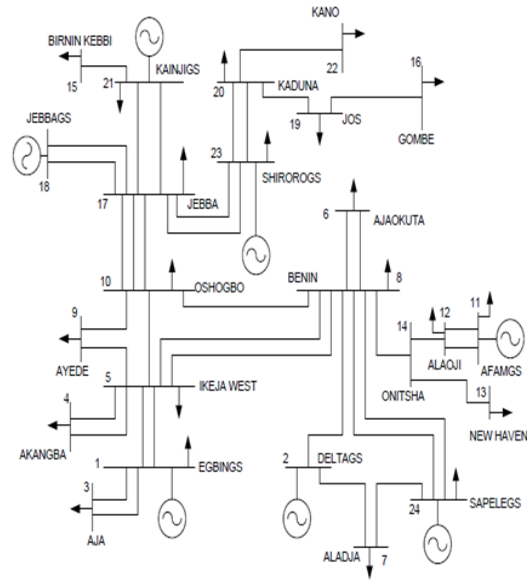 KANO
BIRNIN KEBBI
KAINJIGS
16
15
21
20
KADUNA
22
JEBBAGS
19
JOS
GOMBE
23
SHIROROGS
18
17
JEBBA
6
AJAOKUTA
10
OSHOGBO
BENIN
8
9
14
12
11
AYEDE
ALAOJI
AFAMGS
5
IKEJA WEST
ONITSHA
4
13
AKANGBA
NEW HAVEN
1
EGBINGS
2
DELTAGS
3
SAPELEGS
AJA
24
ALADJA
7